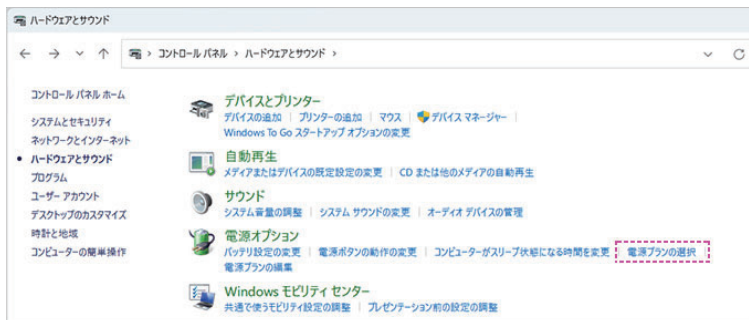 ハードウェアとサウンド
コントロール パネル > ハードウェアとサウンド >
コントロール パネル ホーム
システムとセキュリティ
ネットワークとインターネット
ハードウェアとサウンド
プログラム
ユーザー アカウント
デスクトップのカスタマイズ
時計と地域
コンピューターの簡単操作
デバイスとプリンター
デバイスの追加 | プリンターの追加 | マウス | デバイス マネージャー |
Windows To Go スタートアップ オプションの変更
自動再生
メディアまたはデバイスの既定設定の変更 | CD または他のメディアの自動再生
サウンド
システム音量の調整 | システム サウンドの変更 | オーディオ デバイスの管理
電源オプション
バッテリ設定の変更 | 電源ボタンの動作の変更 | コンピューターがスリープ状態になる時間を変更 | 電源プランの選択
電源プランの編集
Windows モビリティ センター
共通で使うモビリティ設定の調整 | プレゼンテーション前の設定の調整